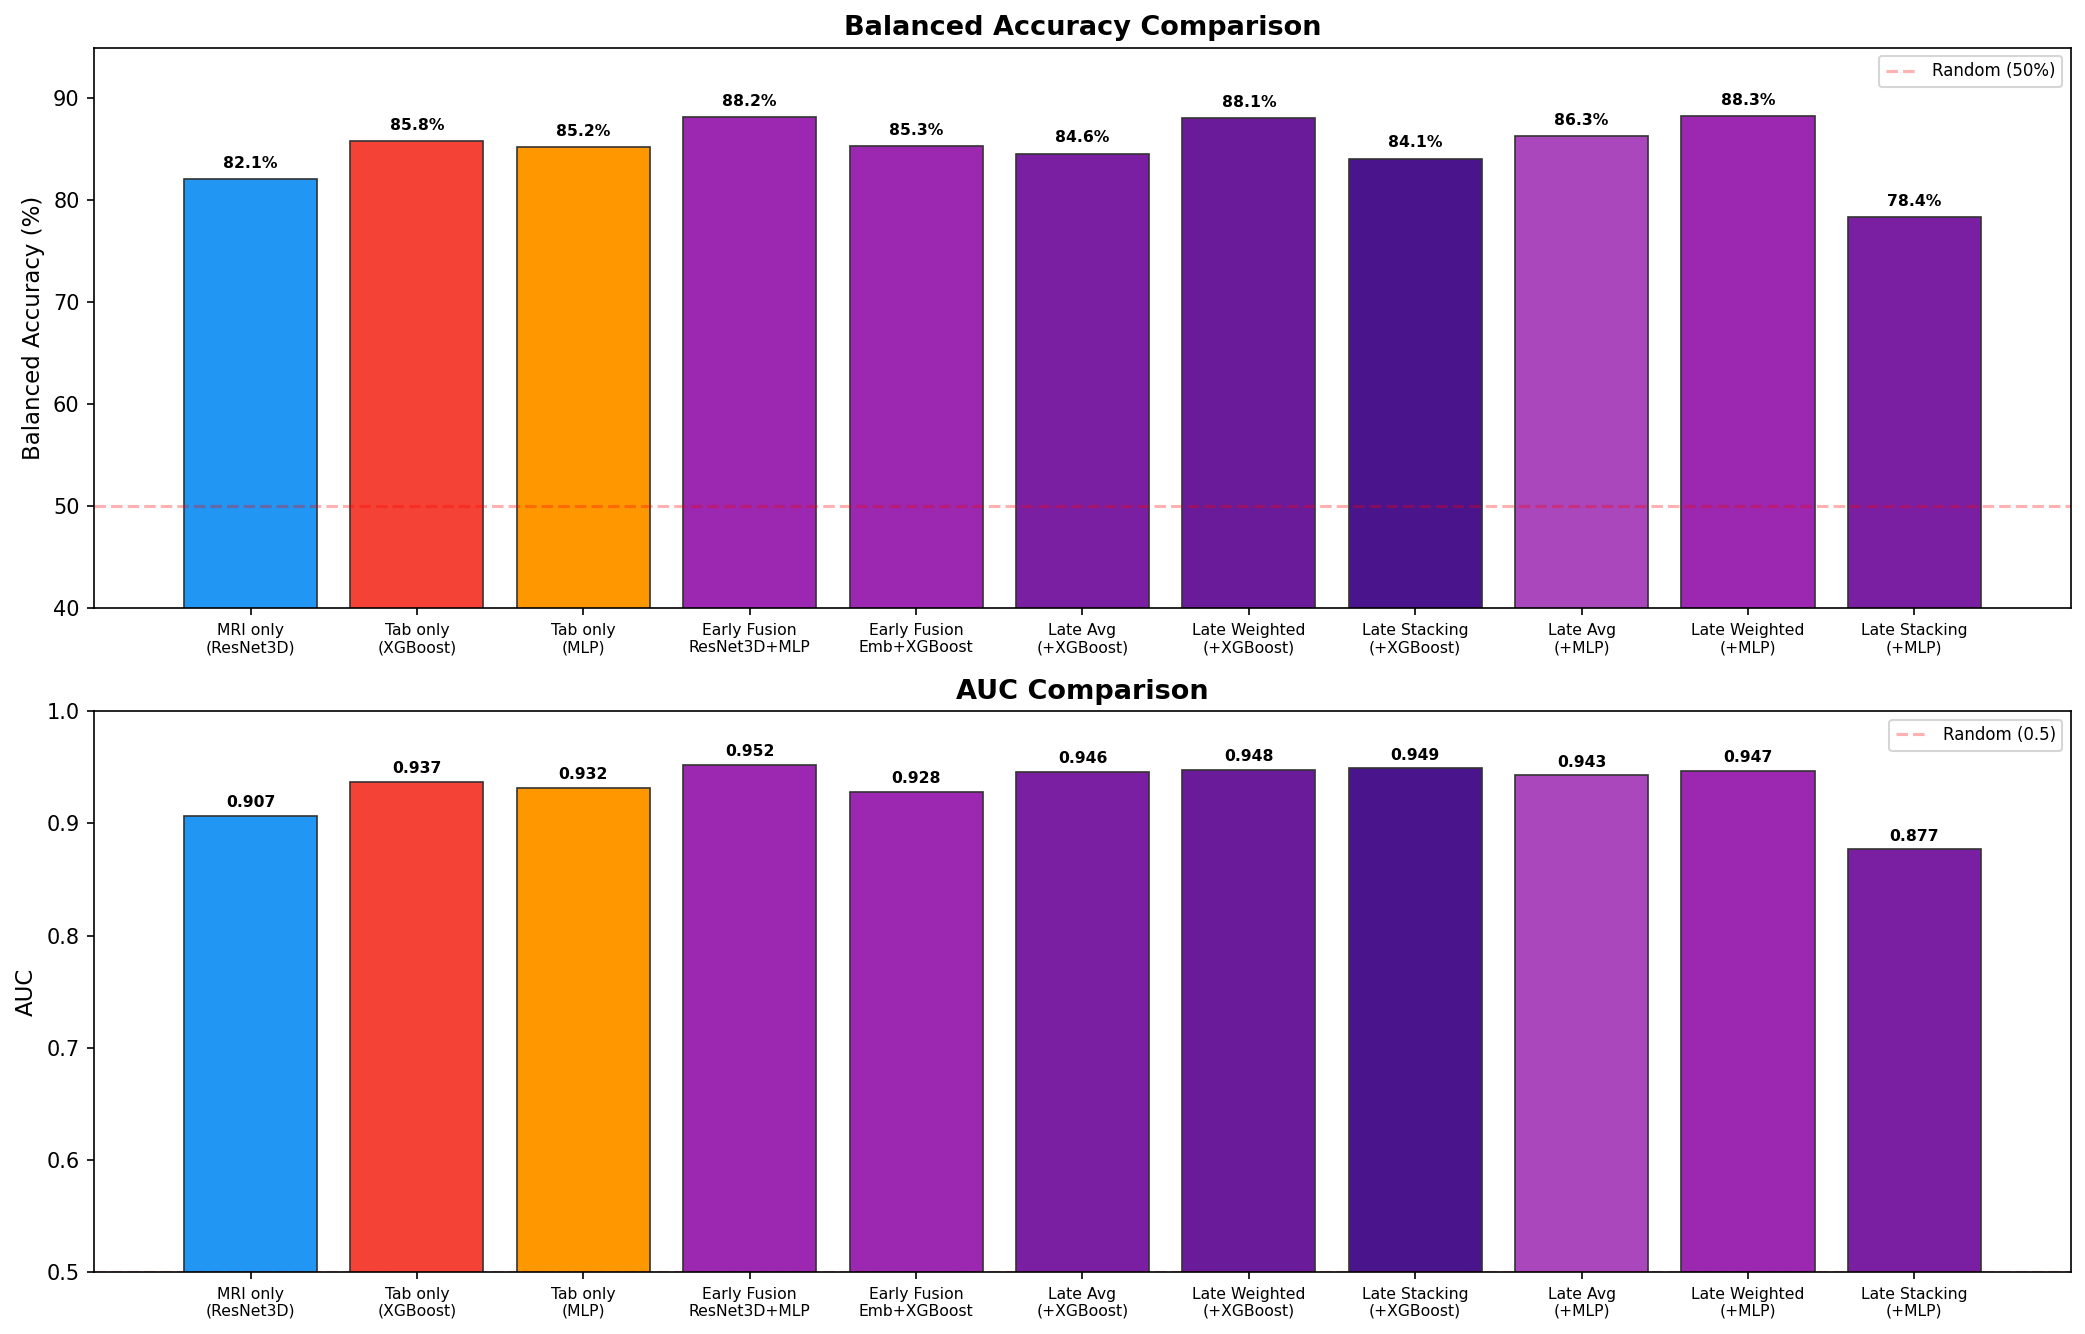 Balanced Accuracy Comparison
Random (50%)
Balanced Accuracy (%)
90
80
70
60
50
40
82.1%
85.8%
85.2%
88.2%
85.3%
84.6%
88.1%
84.1%
86.3%
88.3%
78.4%
MRI only
(ResNet3D)
Tab only
(XGBoost)
Tab only
(MLP)
Early Fusion
ResNet3D+MLP
Early Fusion
Emb+XGBoost
Late Avg
(+XGBoost)
Late Weighted
(+XGBoost)
Late Stacking
(+XGBoost)
Late Avg
(+MLP)
Late Weighted
(+MLP)
Late Stacking
(+MLP)
AUC Comparison
Random (0.5)
AUC
1.0
0.9
0.8
0.7
0.6
0.5
0.907
0.937
0.932
0.952
0.928
0.946
0.948
0.949
0.943
0.947
0.877
MRI only
(ResNet3D)
Tab only
(XGBoost)
Tab only
(MLP)
Early Fusion
ResNet3D+MLP
Early Fusion
Emb+XGBoost
Late Avg
(+XGBoost)
Late Weighted
(+XGBoost)
Late Stacking
(+XGBoost)
Late Avg
(+MLP)
Late Weighted
(+MLP)
Late Stacking
(+MLP)